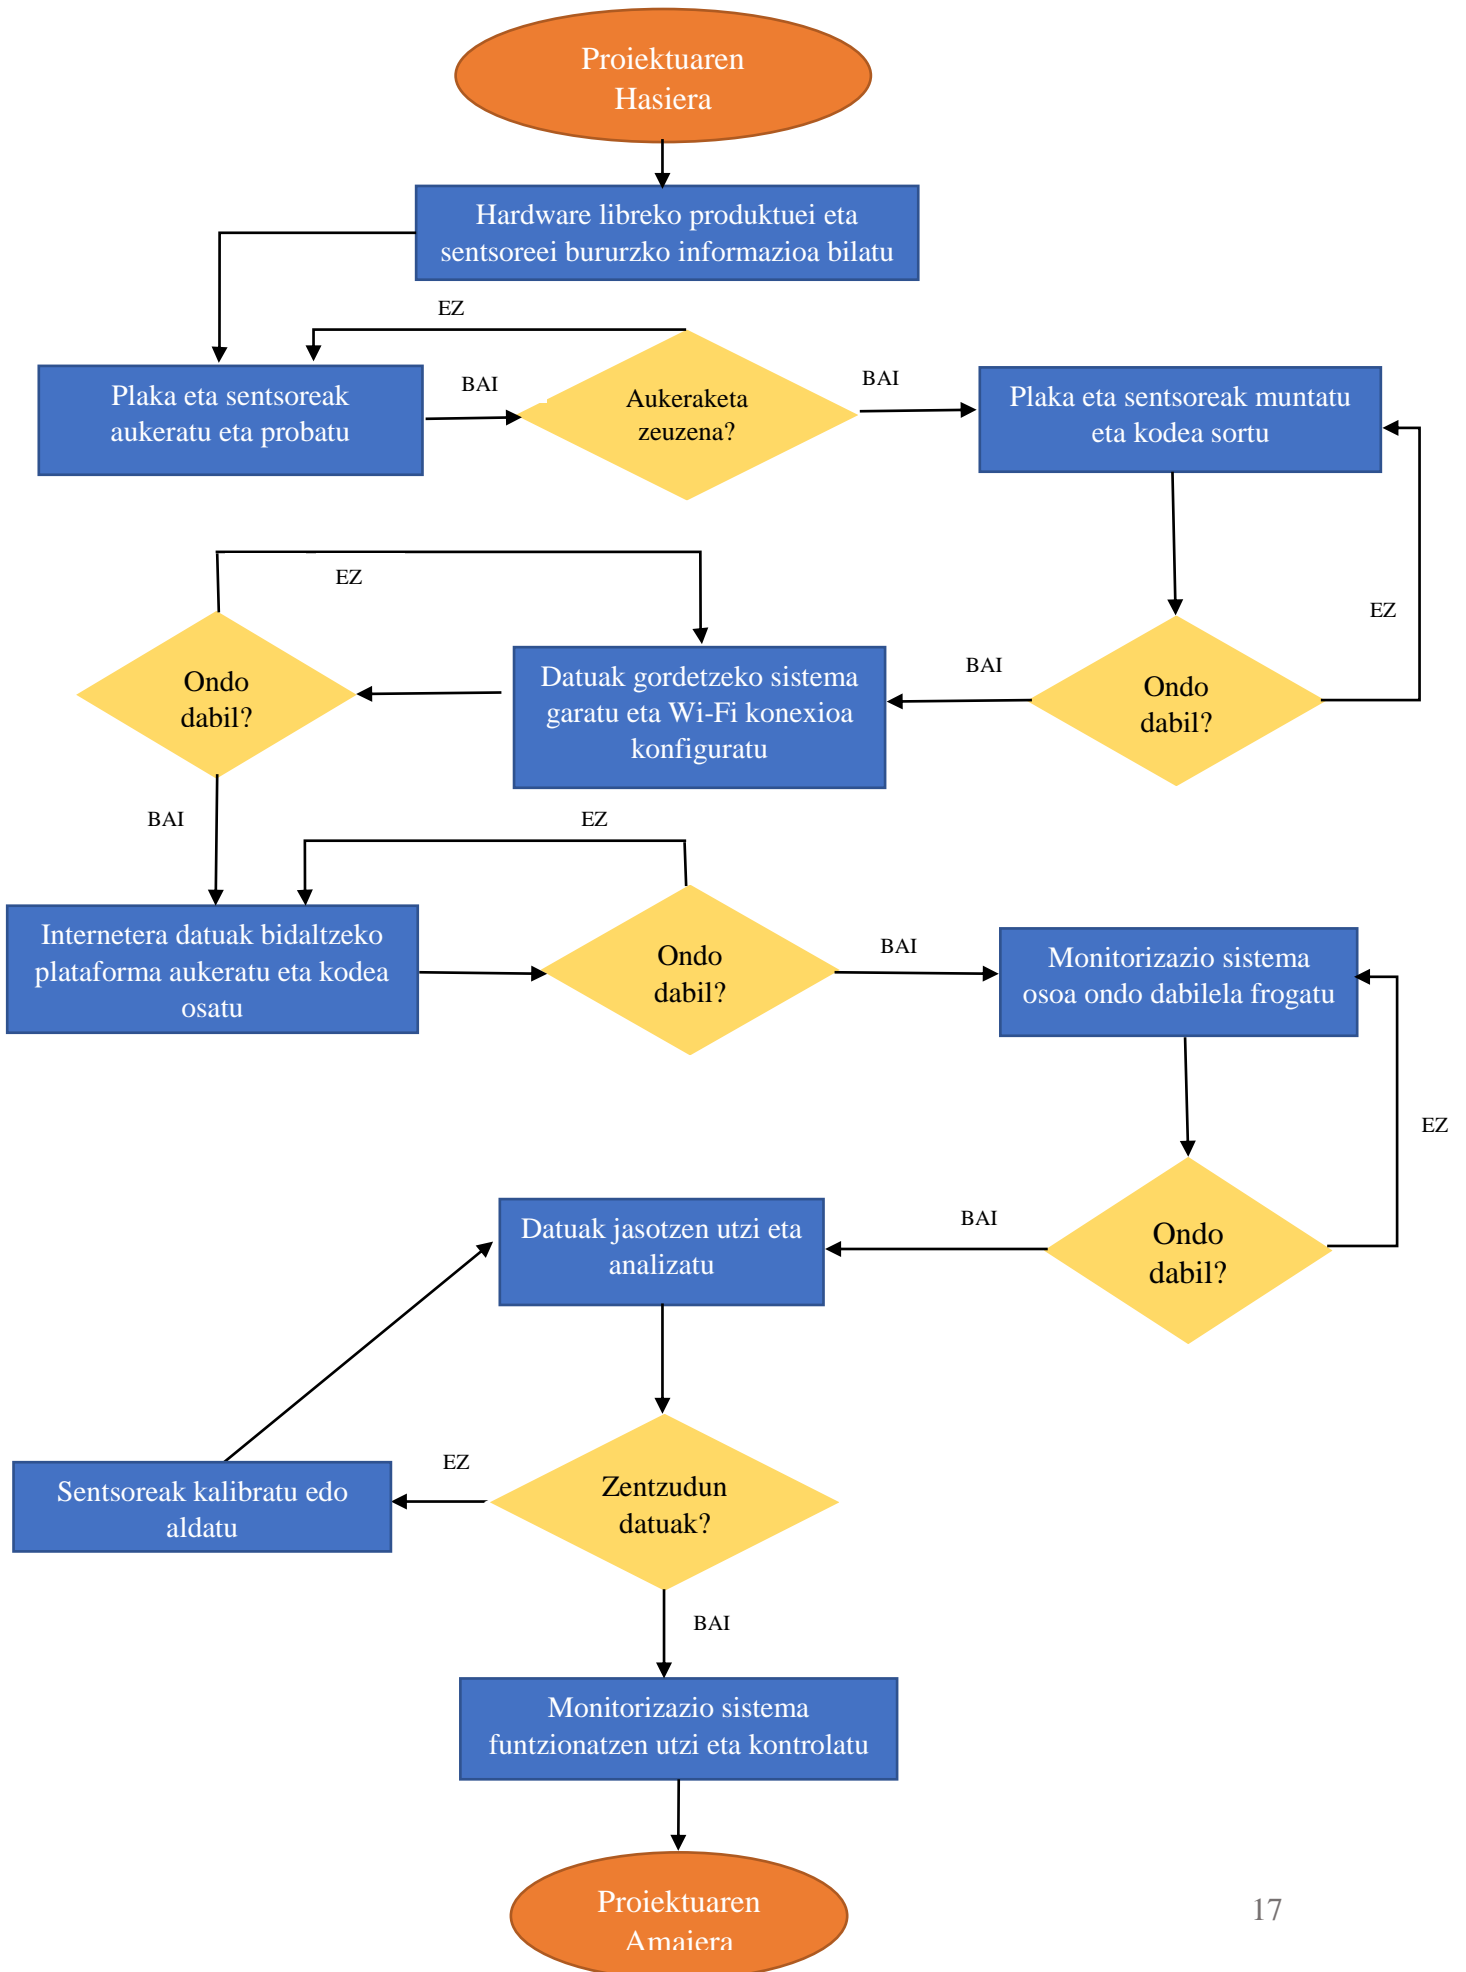 Proiektuaren
Hasiera
Hardware libreko produktuei eta
sentsoreei bururzko informazioa bilatu
EZ
Plaka eta sentsoreak
aukeratu eta probatu
BAI
Aukeraketa
zeuzena?
BAI
Plaka eta sentsoreak muntatu
eta kodea sortu
EZ
EZ
Ondo
dabil?
Datuak gordetzeko sistema
garatu eta Wi-Fi konexioa
konfiguratu
BAI
Ondo
dabil?
BAI
EZ
Internetera datuak bidaltzeko
plataforma aukeratu eta kodea
osatu
Ondo
dabil?
BAI
Monitorizazio sistema
osoa ondo dabilela frogatu
EZ
Datuak jasotzen utzi eta
analizatu
BAI
Ondo
dabil?
Sentsoreak kalibratu edo
aldatu
EZ
Zentzudun
datuak?
BAI
Monitorizazio sistema
funtzionatzen utzi eta kontrolatu
Proiektuaren
Amaiera
17